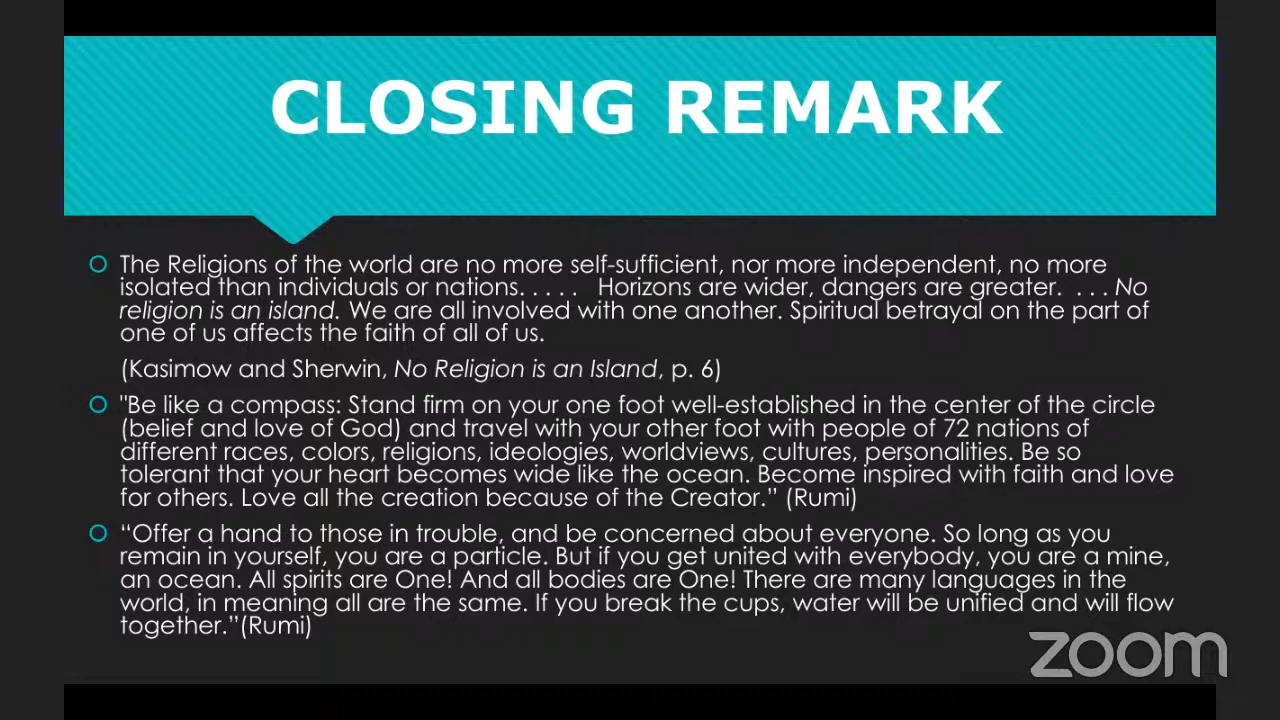 CLOSING REMARK
The Religions of the world are no more self-sufficient, nor more independent, no more
isolated than individuals or nations. . . . .   Horizons are wider, dangers are greater.  . . . No
religion is an island. We are all involved with one another. Spiritual betrayal on the part of
one of us affects the faith of all of us.
(Kasimow and Sherwin, No Religion is an Island, p. 6)
"Be like a compass: Stand firm on your one foot well-established in the center of the circle
(belief and love of God) and travel with your other foot with people of 72 nations of
different races, colors, religions, ideologies, worldviews, cultures, personalities. Be so
tolerant that your heart becomes wide like the ocean. Become inspired with faith and love
for others. Love all the creation because of the Creator.” (Rumi)
“Offer a hand to those in trouble, and be concerned about everyone. So long as you
remain in yourself, you are a particle. But if you get united with everybody, you are a mine,
an ocean. All spirits are One! And all bodies are One! There are many languages in the
world, in meaning all are the same. If you break the cups, water will be unified and will flow
together.”(Rumi)
zoom